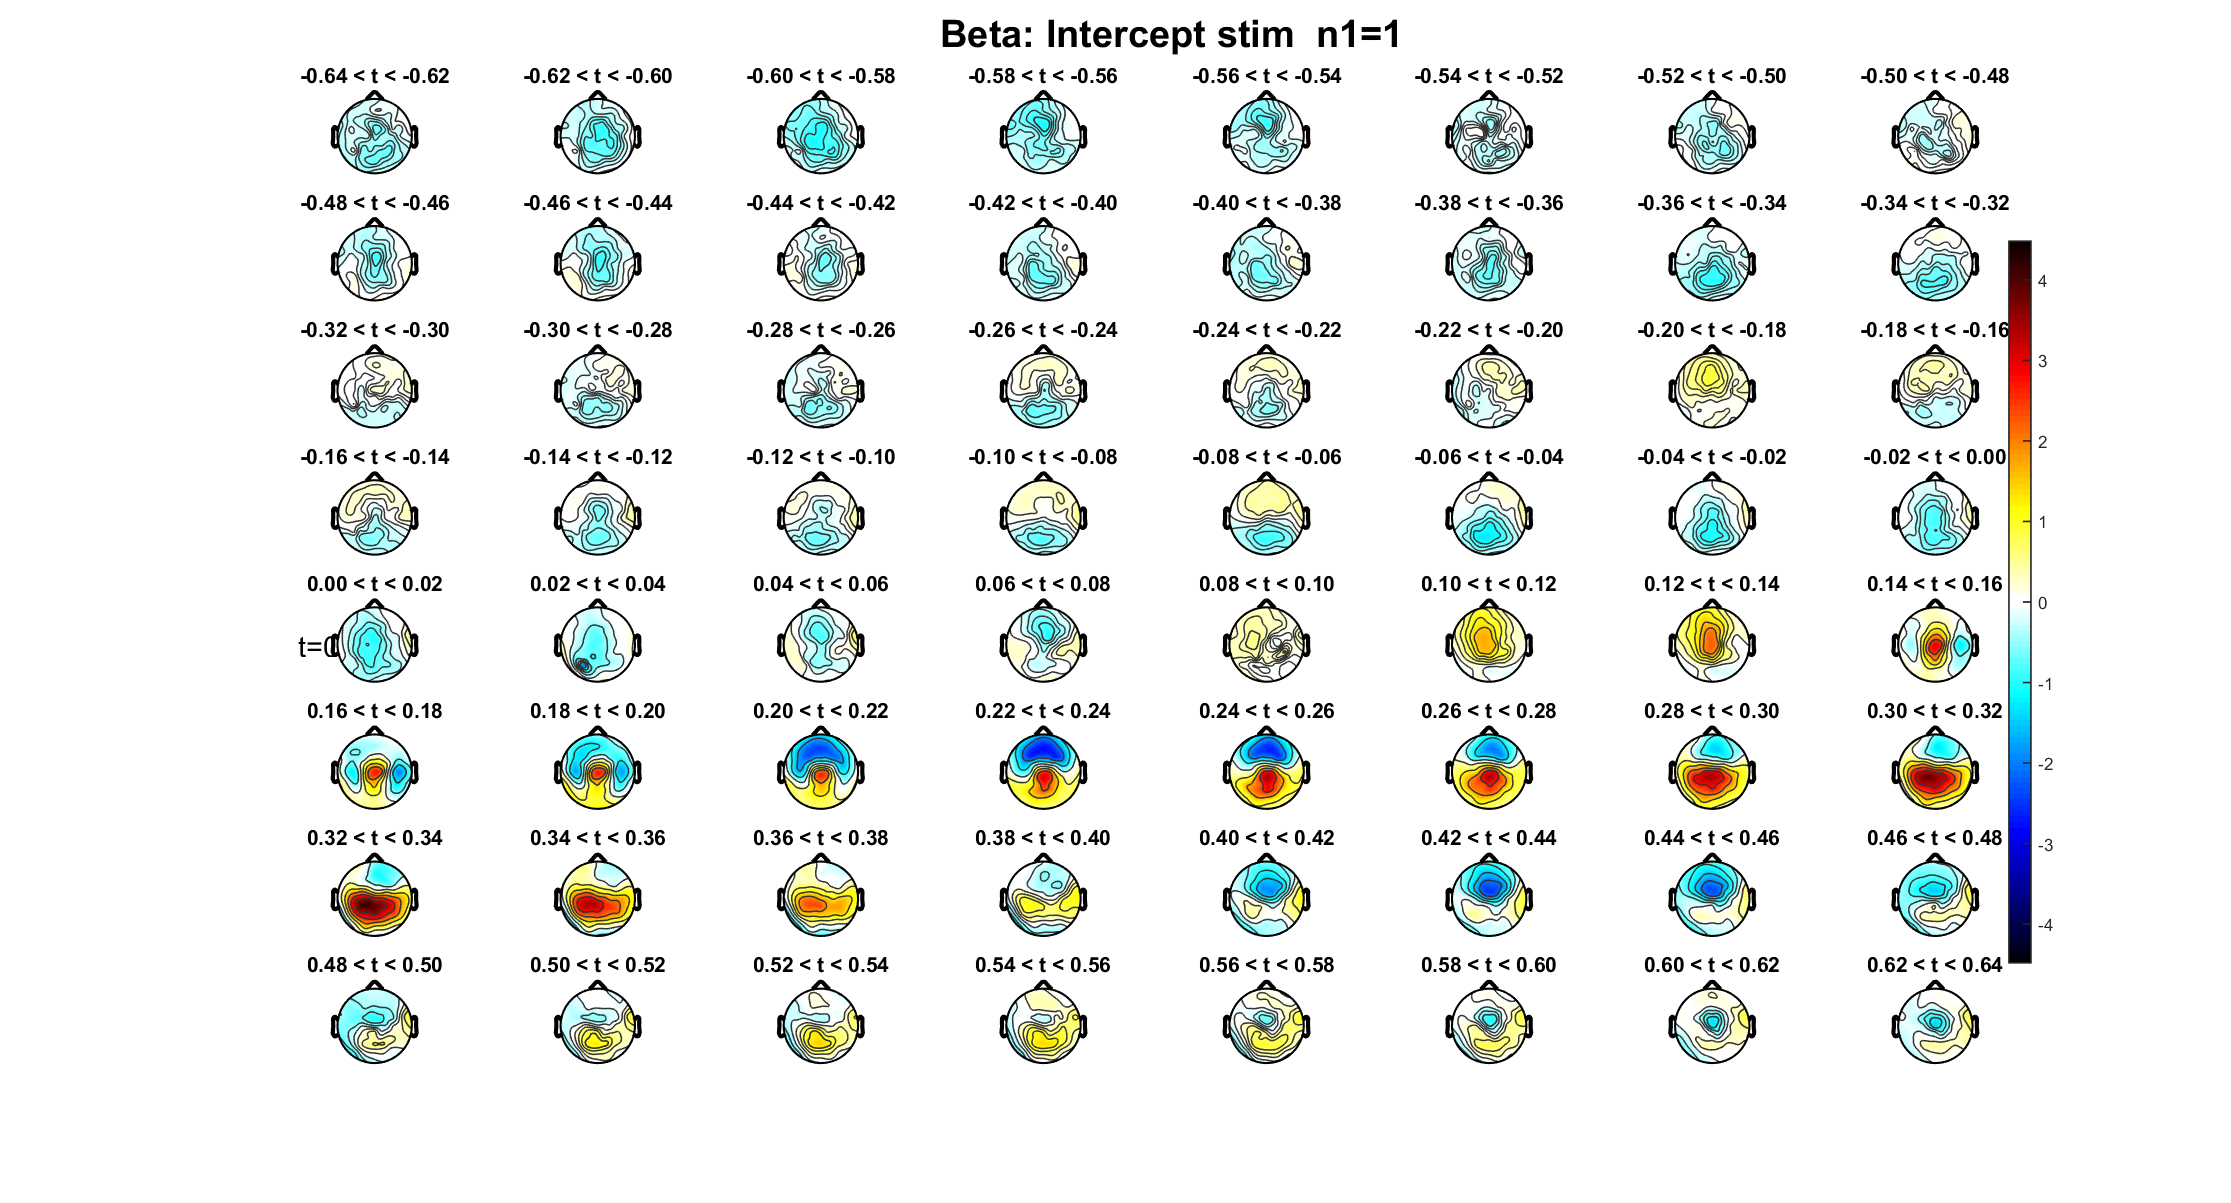 Beta: Intercept stim  n1=1
-0.64 < t < -0.62 -0.62 < t < -0.60 -0.60 < t < -0.58 -0.58 < t < -0.56 -0.56 < t < -0.54 -0.54 < t < -0.52 -0.52 < t < -0.50 -0.50 < t < -0.48
-0.48 < t < -0.46 -0.46 < t < -0.44 -0.44 < t < -0.42 -0.42 < t < -0.40 -0.40 < t < -0.38 -0.38 < t < -0.36 -0.36 < t < -0.34 -0.34 < t < -0.32
-0.32 < t < -0.30 -0.30 < t < -0.28 -0.28 < t < -0.26 -0.26 < t < -0.24 -0.24 < t < -0.22 -0.22 < t < -0.20 -0.20 < t < -0.18 -0.18 < t < -0.16
-0.16 < t < -0.14 -0.14 < t < -0.12 -0.12 < t < -0.10 -0.10 < t < -0.08 -0.08 < t < -0.06 -0.06 < t < -0.04 -0.04 < t < -0.02 -0.02 < t < 0.00
0.00 < t < 0.02 0.02 < t < 0.04 0.04 < t < 0.06 0.06 < t < 0.08 0.08 < t < 0.10 0.10 < t < 0.12 0.12 < t < 0.14 0.14 < t < 0.16
t=0
0.16 < t < 0.18 0.18 < t < 0.20 0.20 < t < 0.22 0.22 < t < 0.24 0.24 < t < 0.26 0.26 < t < 0.28 0.28 < t < 0.30 0.30 < t < 0.32
0.32 < t < 0.34 0.34 < t < 0.36 0.36 < t < 0.38 0.38 < t < 0.40 0.40 < t < 0.42 0.42 < t < 0.44 0.44 < t < 0.46 0.46 < t < 0.48
0.48 < t < 0.50 0.50 < t < 0.52 0.52 < t < 0.54 0.54 < t < 0.56 0.56 < t < 0.58 0.58 < t < 0.60 0.60 < t < 0.62 0.62 < t < 0.64
4
3
2
1
0
-1
-2
-3
-4